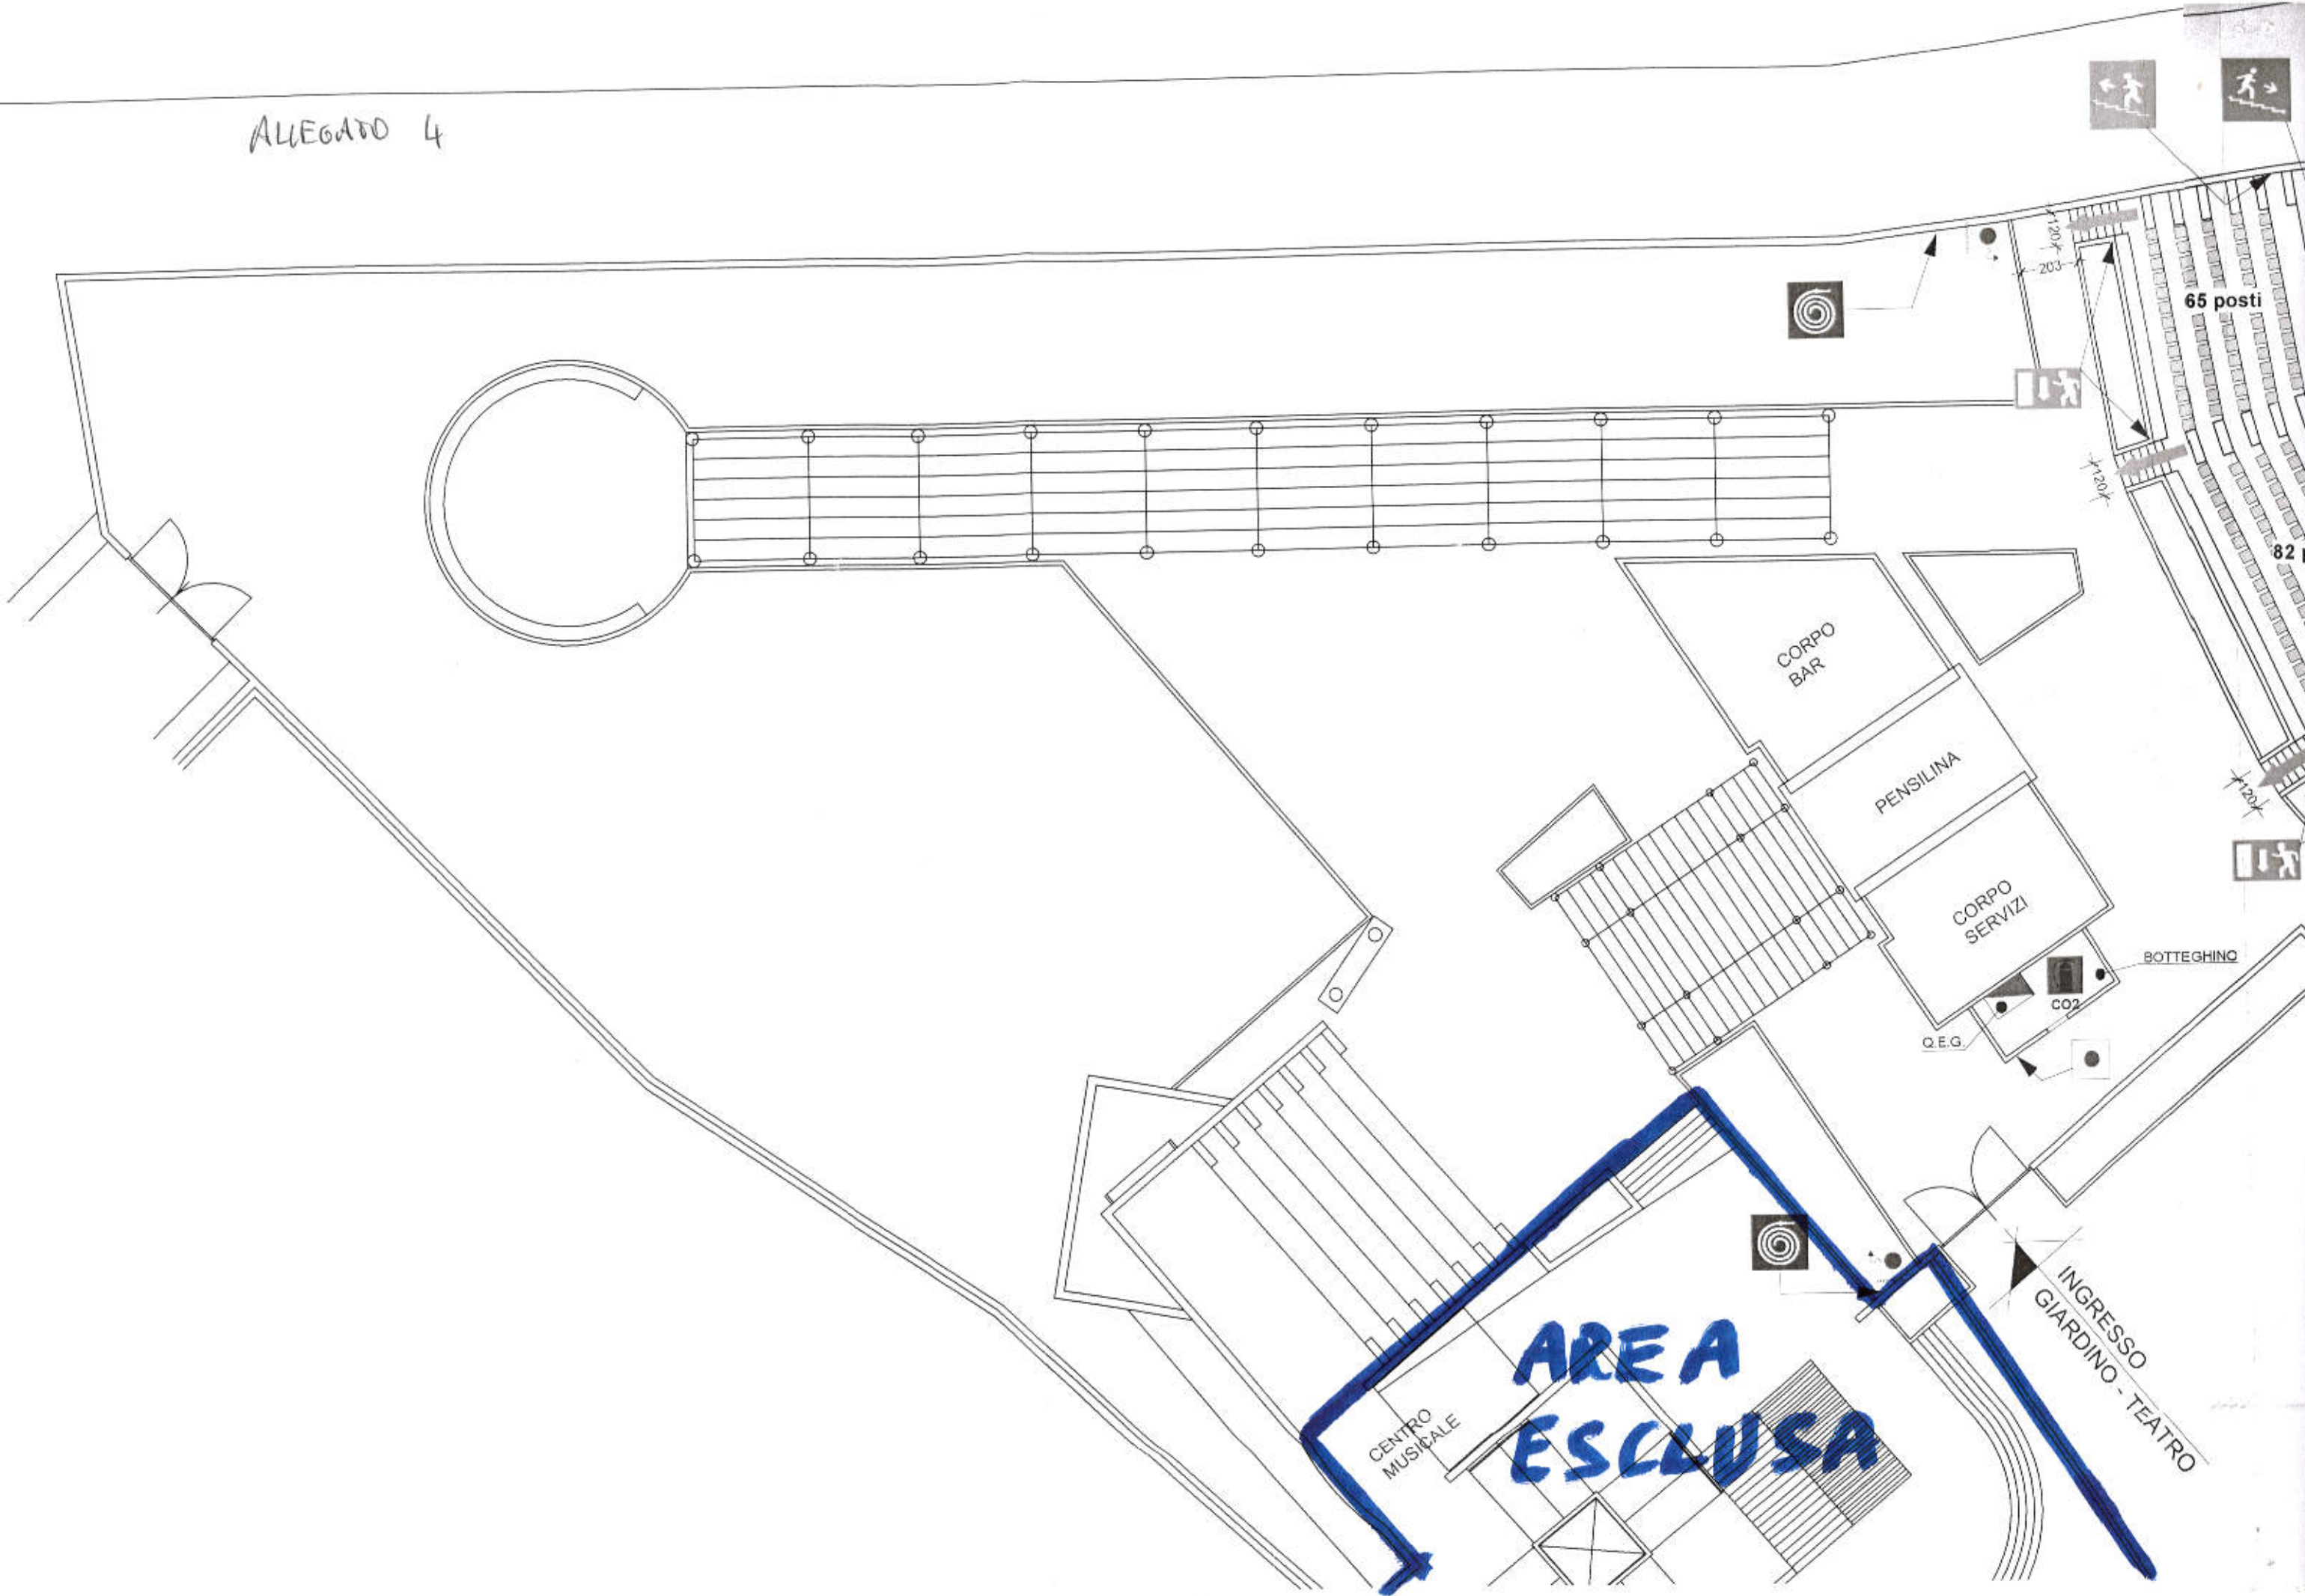 ALLEGATO 4
120
203
65 posti
120
82
CORPO
BAR
PENSILINA
120
CORPO
SERVIZI
BOTTEGHINO
CO2
Q.E.G.
INGRESSO
GIARDINO - TEATRO
AREA
ESCLUSA
CENTRO
MUSICALE